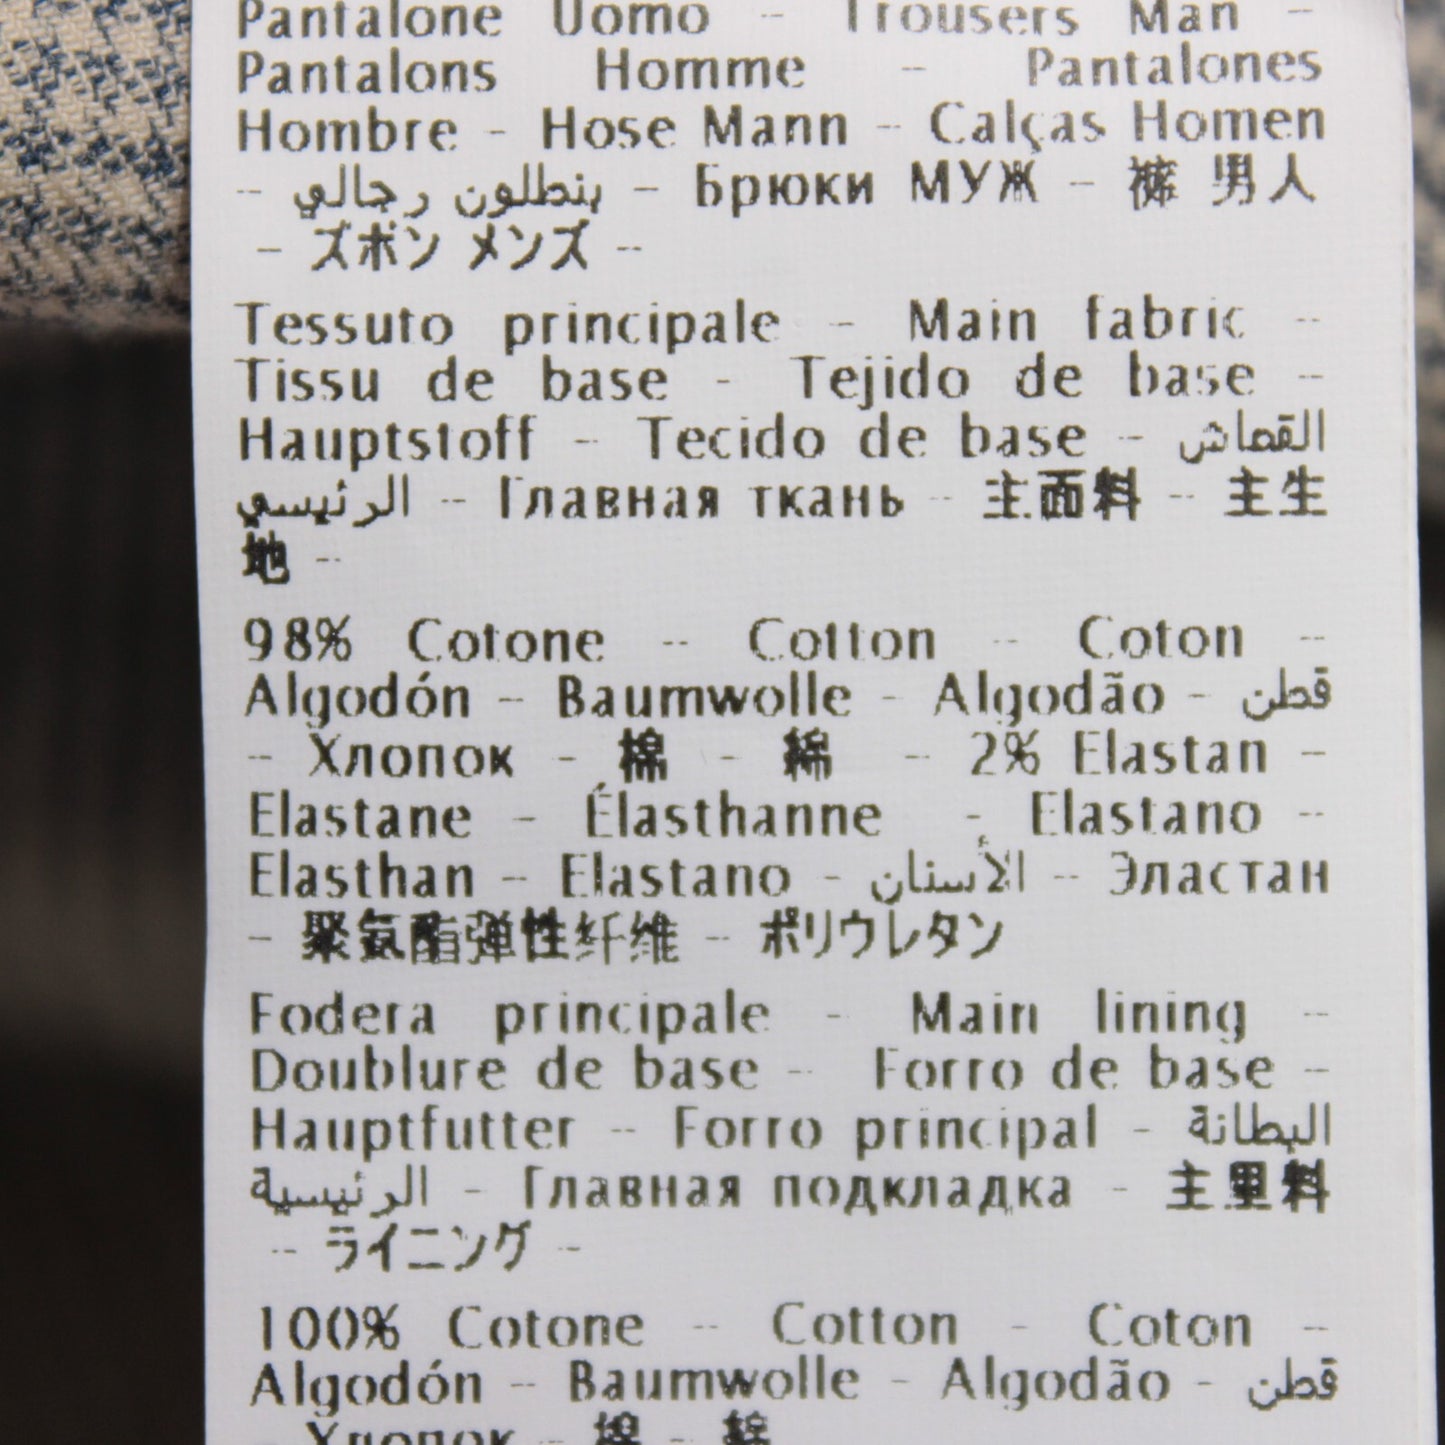 Pantalone Uomo - Trousers Man -
Pantalons Homme - Pantalones
Hombre - Hose Mann - Calças Homen
- بنطلون رجالي - Брюки МУЖ - 裤 男人
- ズボン メンズ -
Tessuto principale - Main fabric -
Tissu de base - Tejido de base -
Hauptstoff - Tecido de base - القماش
الرئيسي - Главная ткань - 主面料 - 主生
地 -
98% Cotone - Cotton - Coton -
Algodón - Baumwolle - Algodão - قطن
- Хлопок - 棉 - 綿 - 2% Elastan -
Elastane - Élasthanne - Elastano -
Elasthan - Elastano - الأسنان - Эластан
- 聚氨酯弹性纤维 - ポリウレタン
Fodera principale - Main lining -
Doublure de base - Forro de base -
Hauptfutter - Forro principal - البطانة
الرئيسية - Главная подкладка - 主里料
- ライニング -
100% Cotone - Cotton - Coton -
Algodón - Baumwolle - Algodão - قطن
- Хлопок - 棉 - 綿